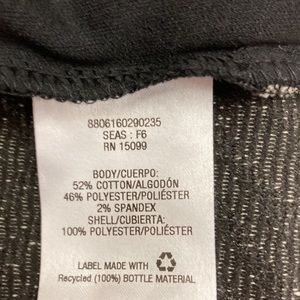 8806160290235
SEAS : F6
RN 15099
BODY/CUERPO:
52% COTTON/ALGODÓN
46% POLYESTER/POLIÉSTER
2% SPANDEX
SHELL/CUBIERTA:
100% POLYESTER/POLIÉSTER
LABEL MADE WITH
Recycled (100%) BOTTLE MATERIAL